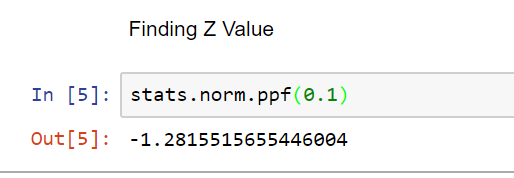 Finding Z Value
In [5]: stats.norm.ppf(0.1)
Out[5]: -1.2815515655446004